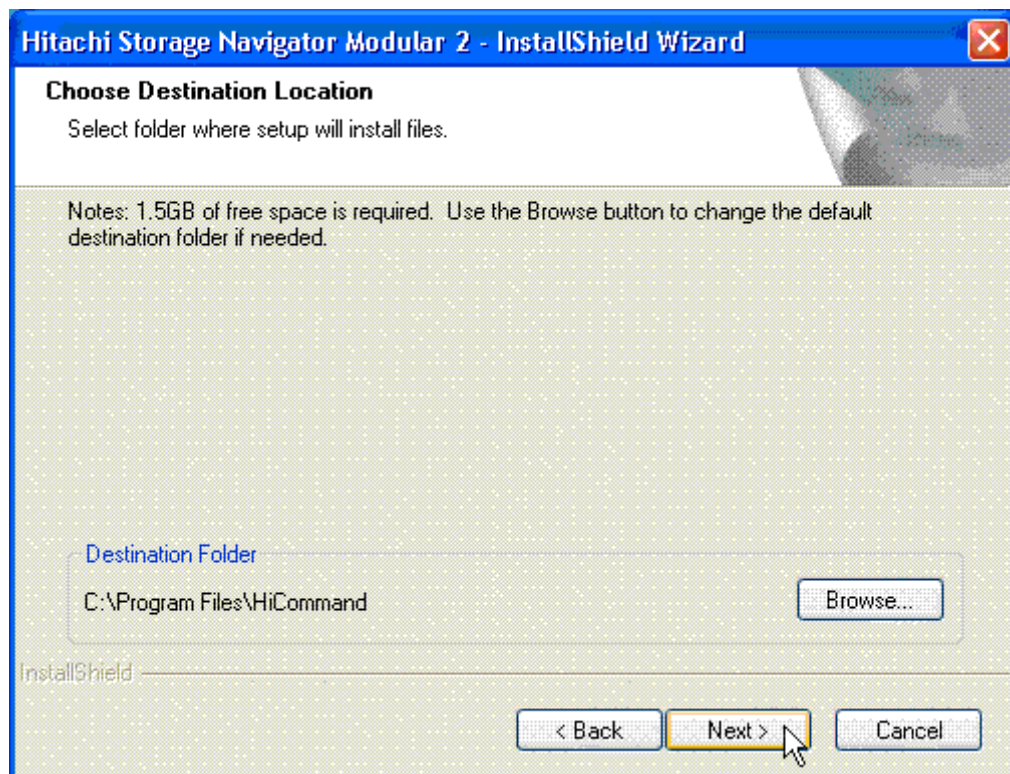 Hitachi Storage Navigator Modular 2 - InstallShield Wizard
Choose Destination Location
Select folder where setup will install files.
Notes: 1.5GB of free space is required.  Use the Browse button to change the default
destination folder if needed.
Destination Folder
C:\Program Files\HiCommand
Browse...
InstallShield
< Back
Next >
Cancel